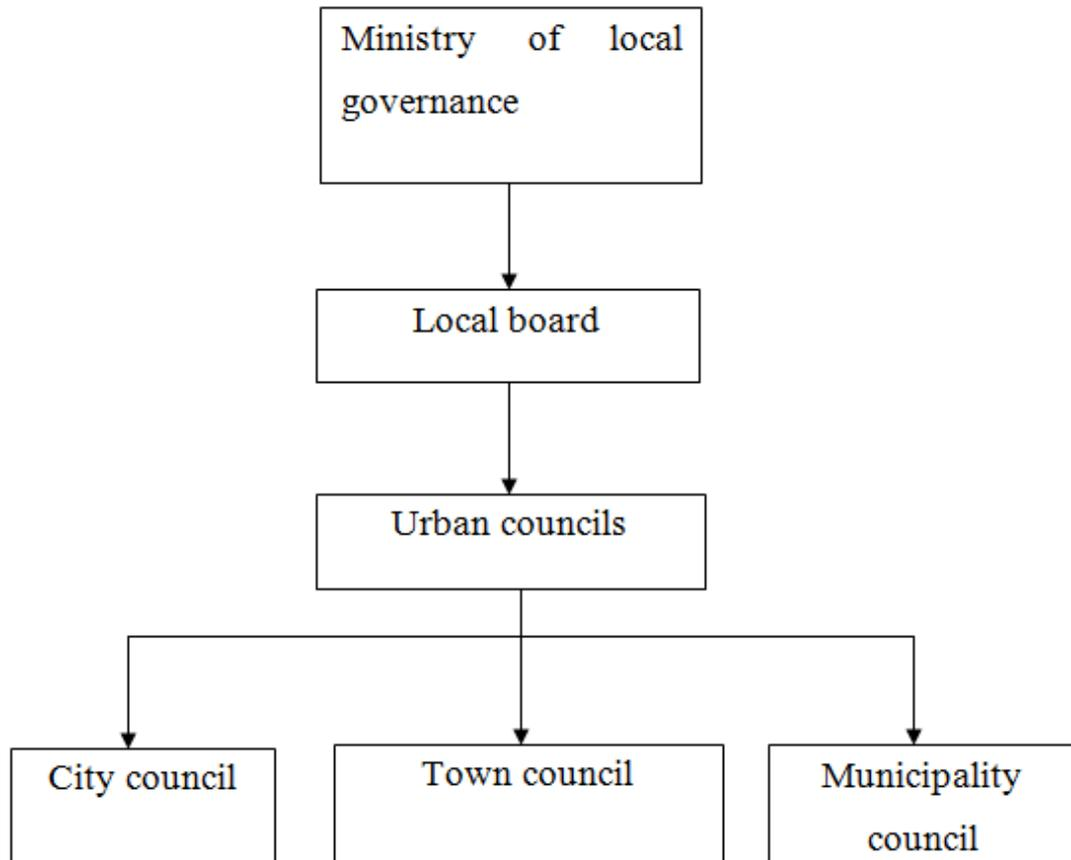 Ministry of local
governance
Local board
Urban councils
City council
Town council
Municipality
council